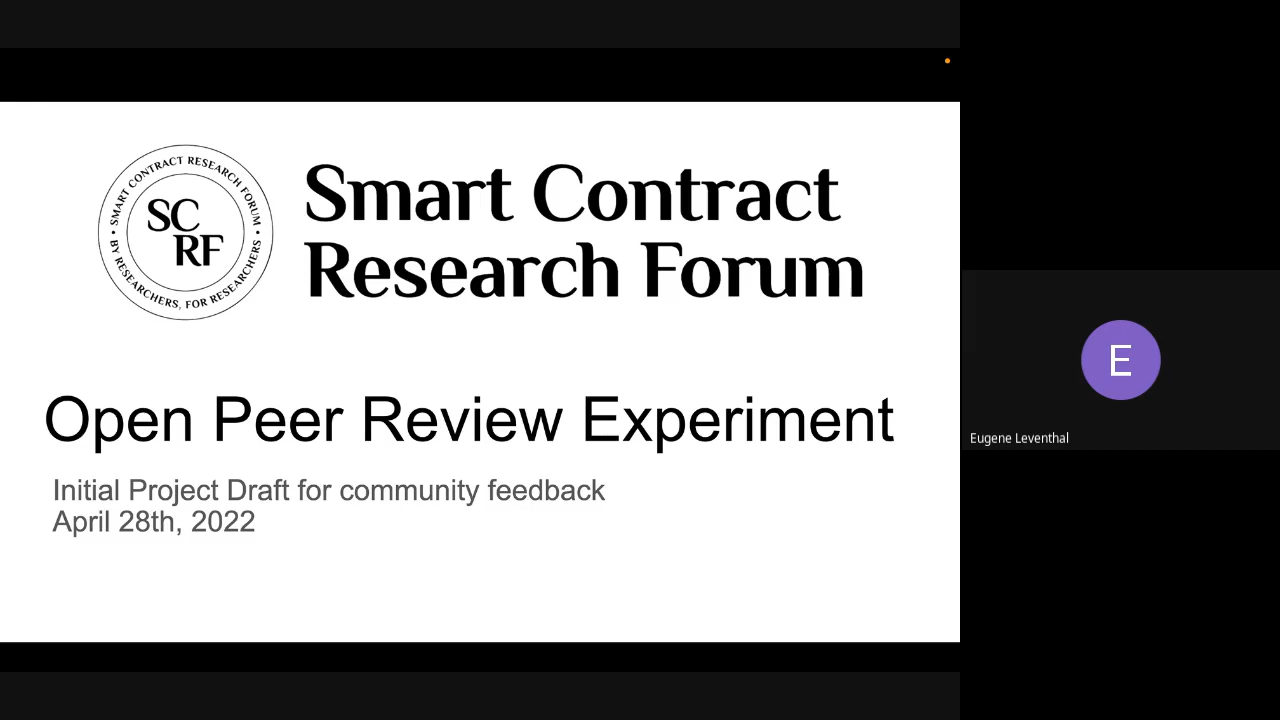 SMART CONTRACT RESEARCH FORUM
• BY RESEARCHERS, FOR RESEARCHERS •
SC
RF
Smart Contract
Research Forum
Open Peer Review Experiment
Initial Project Draft for community feedback
April 28th, 2022
E
Eugene Leventhal